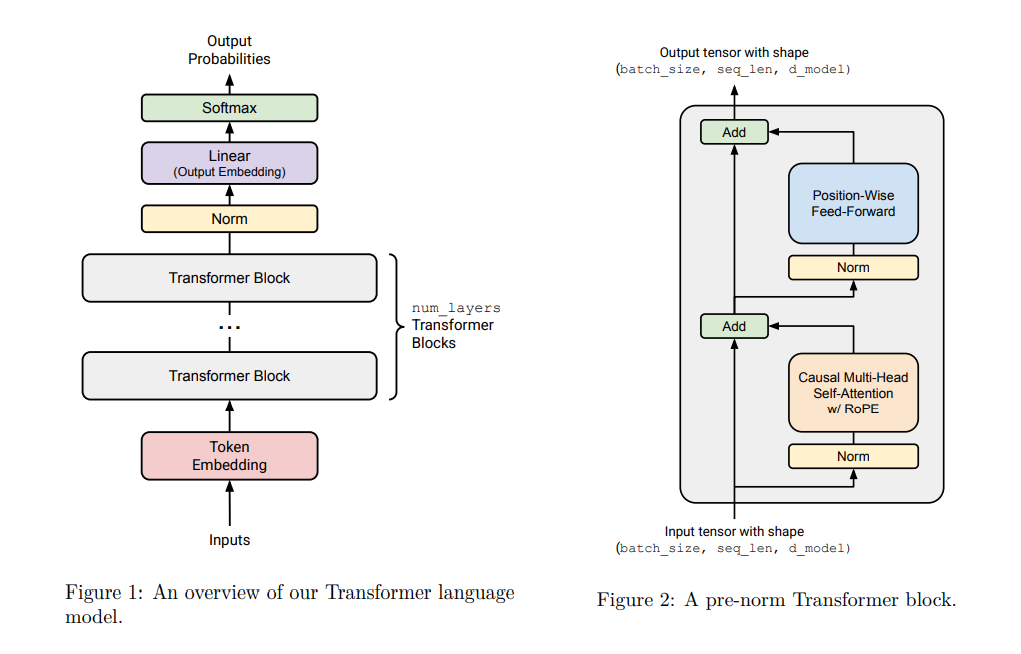 Output
Probabilities
Softmax
Linear
(Output Embedding)
Norm
Transformer Block
...
Transformer Block
num_layers
Transformer
Blocks
Token
Embedding
Inputs
Figure 1: An overview of our Transformer language
model.
Output tensor with shape
(batch_size, seq_len, d_model)
Add
Position-Wise
Feed-Forward
Norm
Add
Causal Multi-Head
Self-Attention
w/ RoPE
Norm
Input tensor with shape
(batch_size, seq_len, d_model)
Figure 2: A pre-norm Transformer block.